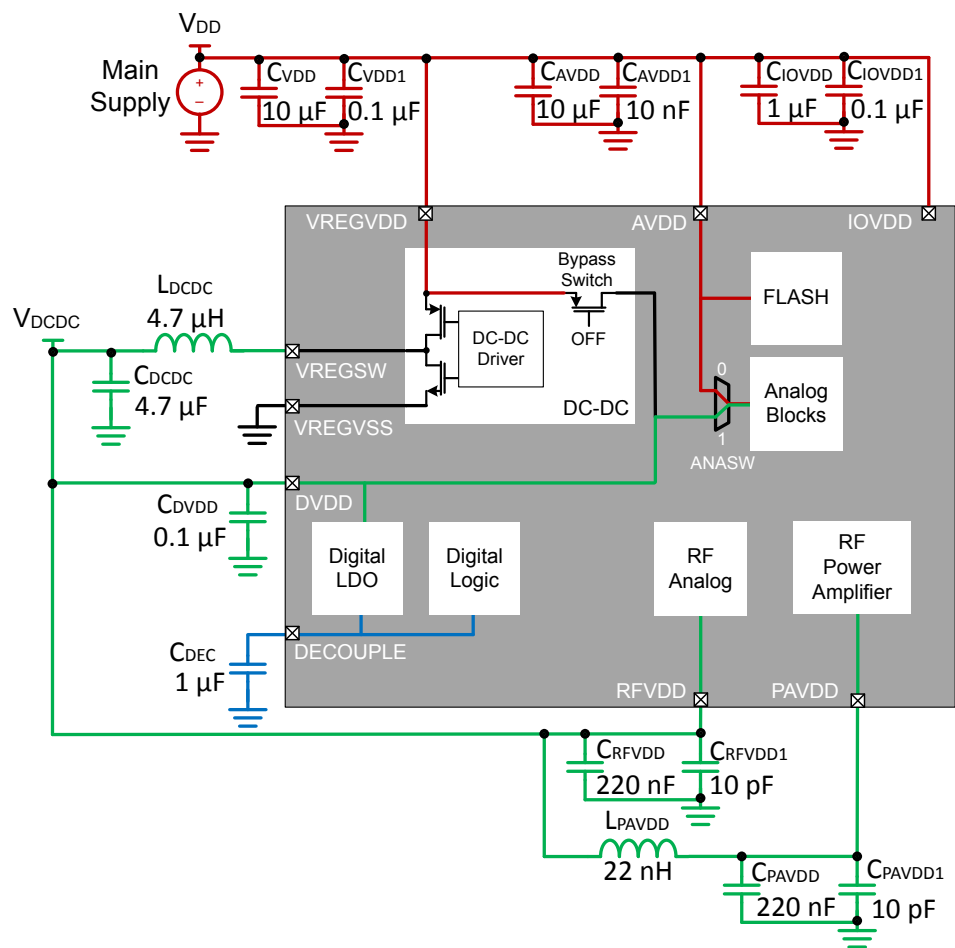 VDD
Main
Supply
+
−
CVDD
10 µF
CVDD1
0.1 µF
CAVDD
10 µF
CAVDD1
10 nF
CIOVDD
1 µF
CIOVDD1
0.1 µF
VREGVDD
AVDD
IOVDD
Bypass
Switch
OFF
DC-DC
Driver
DC-DC
FLASH
0
1
ANASW
Analog
Blocks
LDCDC
4.7 µH
VDCDC
CDCDC
4.7 µF
VREGSW
VREGVSS
CDVDD
0.1 µF
DVDD
Digital
LDO
Digital
Logic
RF
Analog
RF
Power
Amplifier
CDEC
1 µF
DECOUPLE
RFVDD
PAVDD
CRFVDD
220 nF
CRFVDD1
10 pF
LPAVDD
22 nH
CPAVDD
220 nF
CPAVDD1
10 pF